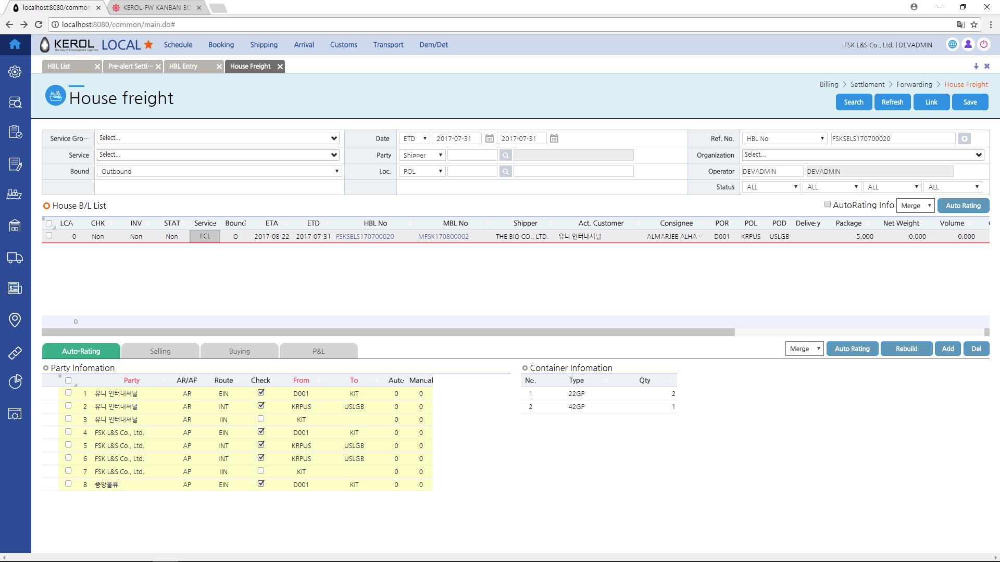 localhost:8080/common
KEROL-FW KANBAN BO
localhost:8080/common/main.do#
KEROL
The Key of Convergence Logistics
LOCAL
Schedule Booking Shipping Arrival Customs Transport Dem/Det
FSK L&S Co., Ltd. | DEVADMIN
HBL List Pre-alert Setti··· HBL Entry House Freight
Billing > Settlement > Forwarding > House Freight
House freight
Search Refresh Link Save
Service Gro··· Select... Date ETD 2017-07-31 2017-07-31 Ref. No. HBL No FSKSELS170700020
Service Select... Party Shipper Organization Select...
Bound Outbound Loc. POL Operator DEVADMIN DEVADMIN
Status ALL ALL ALL ALL
House B/L List
AutoRating Info Merge Auto Rating
CHK INV STAT Service Bound ETA ETD HBL No MBL No Shipper Act. Customer Consignee POR POL POD Delivery Package Net Weight Volume
0 Non Non Non FCL O 2017-08-22 2017-07-31 FSKSELS170700020 MFSK170800002 THE BIO CO., LTD. 유니 인터내셔널 ALMARJEE ALHA··· D001 KRPUS USLGB 5.000 0.000 0.000
0
Auto-Rating Selling Buying P&L
Merge Auto Rating Rebuild Add Del
Party Infomation
Party AR/AP Route Check From To Auto Manual
1 유니 인터내셔널 AR EIN D001 KIT 0 0
2 유니 인터내셔널 AR INT KRPUS USLGB 0 0
3 유니 인터내셔널 AR IIN KIT 0 0
4 FSK L&S Co., Ltd. AP EIN D001 KIT 0 0
5 FSK L&S Co., Ltd. AP INT KRPUS USLGB 0 0
6 FSK L&S Co., Ltd. AP INT KRPUS USLGB 0 0
7 FSK L&S Co., Ltd. AP IIN KIT 0 0
8 중앙물류 AP EIN D001 KIT 0 0
Container Infomation
No. Type Qty
1 22GP 2
2 42GP 1